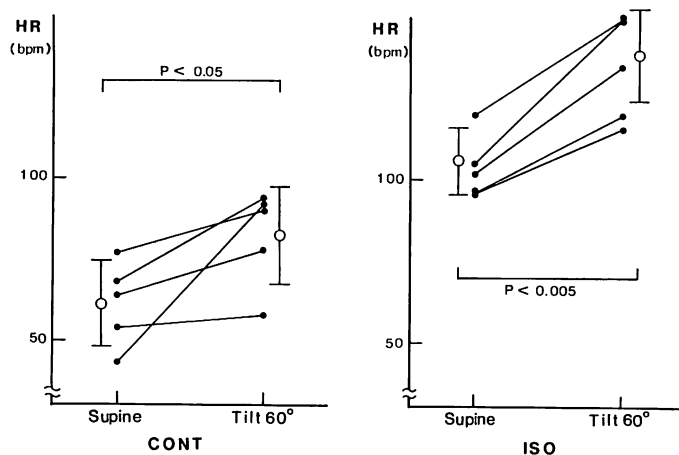 HR
(bpm)
P < 0.05
100
50
Supine
Tilt 60°
CONT
HR
(bpm)
100
P < 0.005
50
Supine
Tilt 60°
ISO